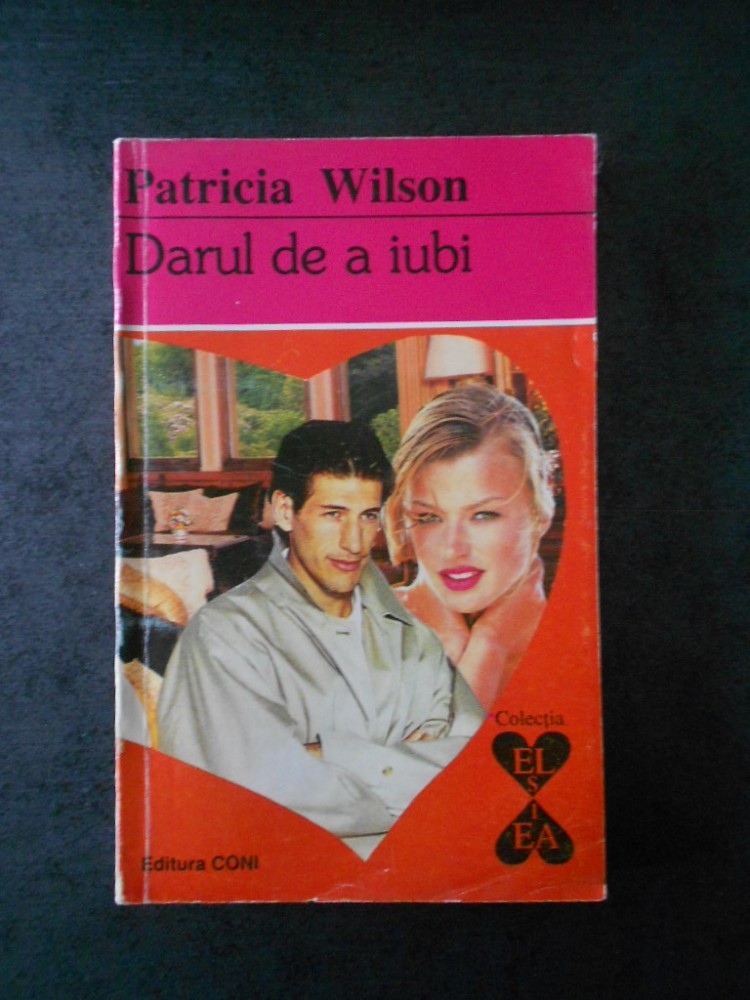 Patricia Wilson
Darul de a iubi
Colecția
EL
ȘI
EA
Editura CONI